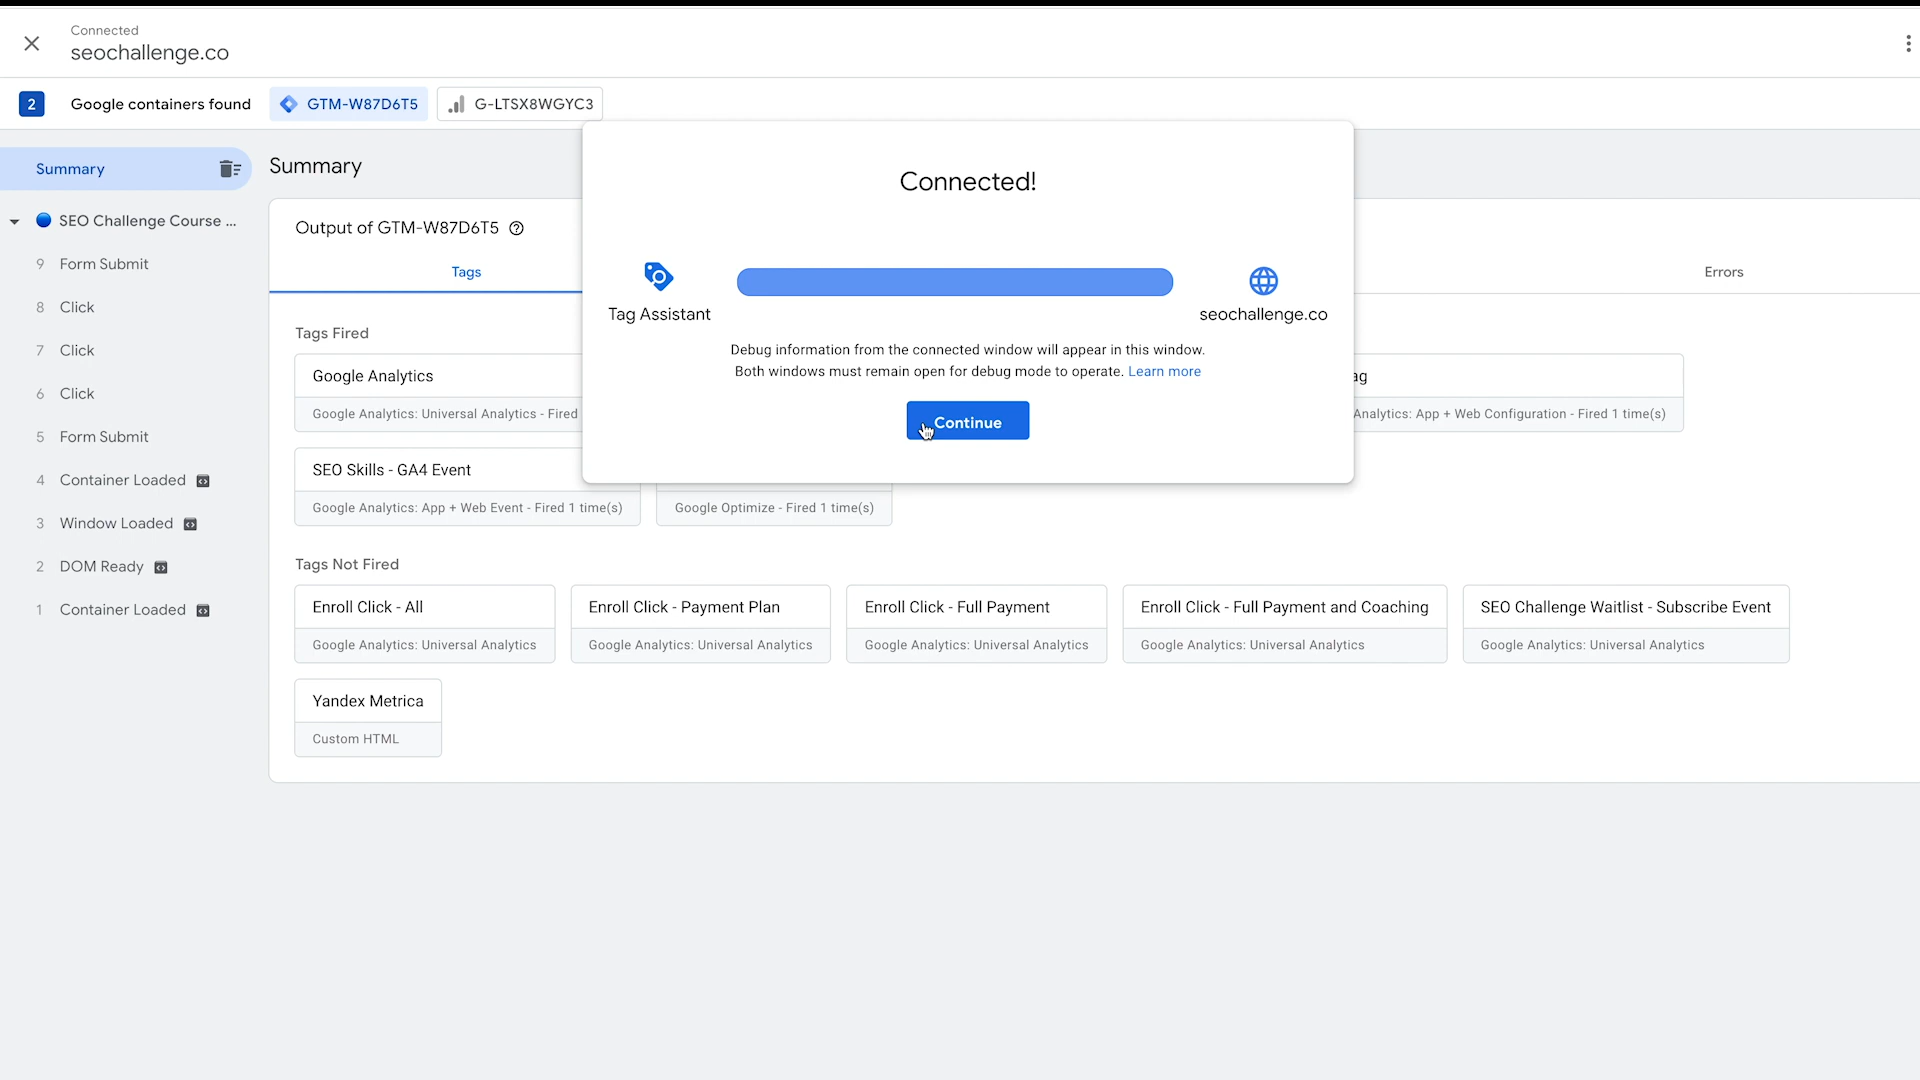 Connected
seochallenge.co
2 Google containers found GTM-W87D6T5 G-LTSX8WGYC3
Summary
SEO Challenge Course ...
9 Form Submit
8 Click
7 Click
6 Click
5 Form Submit
4 Container Loaded
3 Window Loaded
2 DOM Ready
1 Container Loaded
Summary
Output of GTM-W87D6T5
Tags
Errors
Tags Fired
Google Analytics
Google Analytics: Universal Analytics - Fired
ag
Analytics: App + Web Configuration - Fired 1 time(s)
SEO Skills - GA4 Event
Google Analytics: App + Web Event - Fired 1 time(s)
Google Optimize - Fired 1 time(s)
Tags Not Fired
Enroll Click - All
Google Analytics: Universal Analytics
Enroll Click - Payment Plan
Google Analytics: Universal Analytics
Enroll Click - Full Payment
Google Analytics: Universal Analytics
Enroll Click - Full Payment and Coaching
Google Analytics: Universal Analytics
SEO Challenge Waitlist - Subscribe Event
Google Analytics: Universal Analytics
Yandex Metrica
Custom HTML
Connected!
Tag Assistant
seochallenge.co
Debug information from the connected window will appear in this window.
Both windows must remain open for debug mode to operate. Learn more
Continue